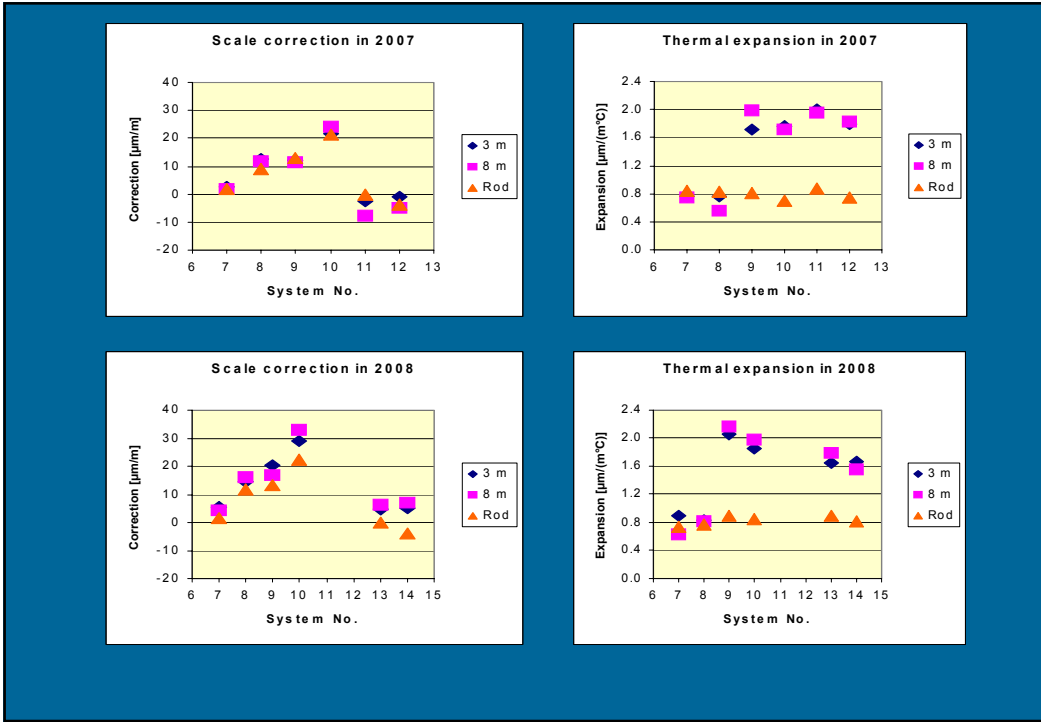 Scale correction in 2007
Correction [µm/m]
40
30
20
10
0
-10
-20
6 7 8 9 10 11 12 13
System No.
3 m
8 m
Rod
Thermal expansion in 2007
Expansion [µm/(m°C)]
2.4
2.0
1.6
1.2
0.8
0.4
0.0
6 7 8 9 10 11 12 13
System No.
3 m
8 m
Rod
Scale correction in 2008
Correction [µm/m]
40
30
20
10
0
-10
-20
6 7 8 9 10 11 12 13 14 15
System No.
3 m
8 m
Rod
Thermal expansion in 2008
Expansion [µm/(m°C)]
2.4
2.0
1.6
1.2
0.8
0.4
0.0
6 7 8 9 10 11 12 13 14 15
System No.
3 m
8 m
Rod